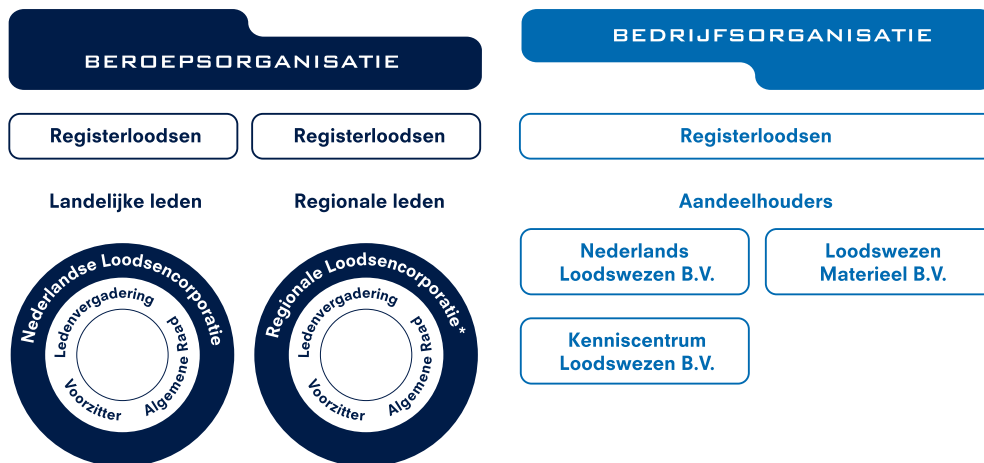 BEROEPSORGANISATIE
Registerloodsen
Registerloodsen
Landelijke leden
Regionale leden
Nederlandse Loodsencorporatie
Ledenvergadering
Algemene Raad
Voorzitter
Regionale Loodsencorporatie*
Ledenvergadering
Algemene Raad
Voorzitter
BEDRIJFSORGANISATIE
Registerloodsen
Aandeelhouders
Nederlands
Loodswezen B.V.
Loodswezen
Materieel B.V.
Kenniscentrum
Loodswezen B.V.